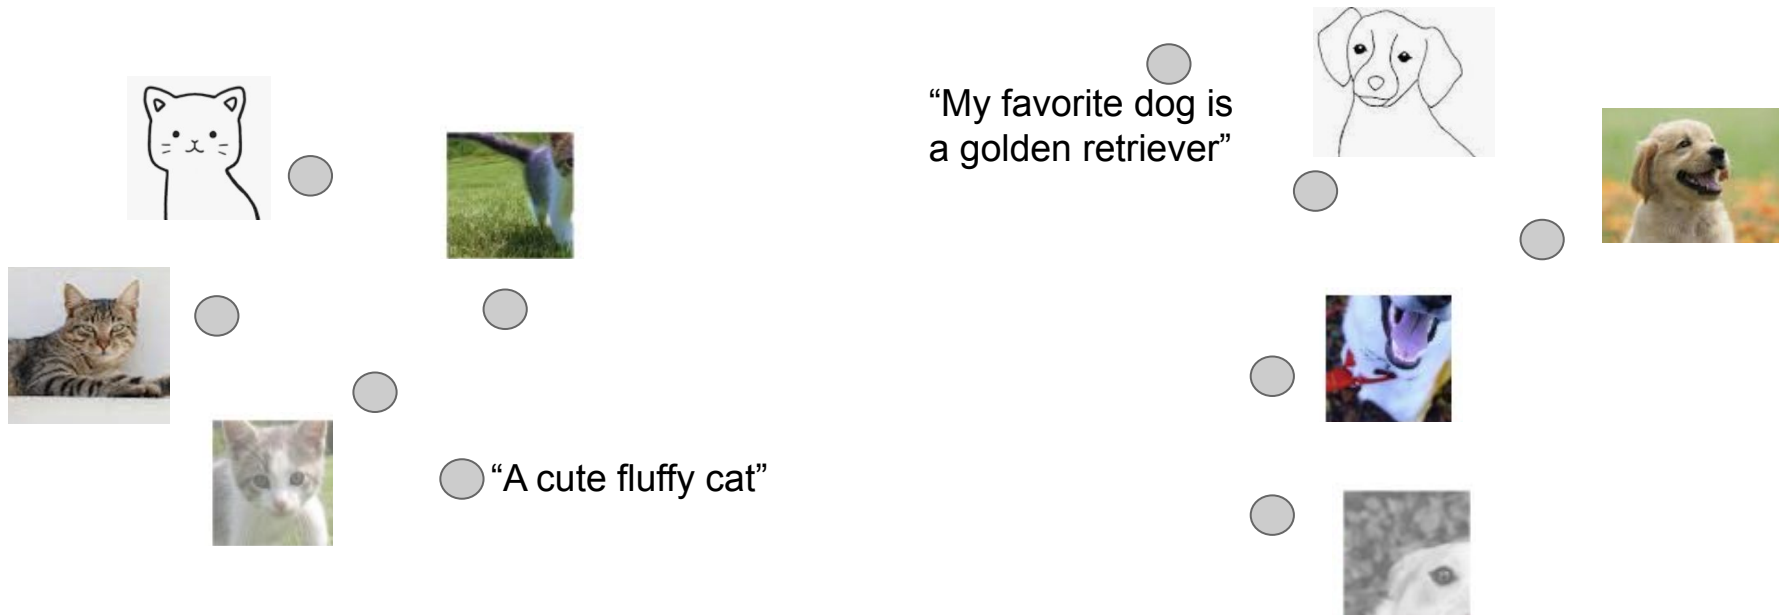 “My favorite dog is
a golden retriever”
“A cute fluffy cat”